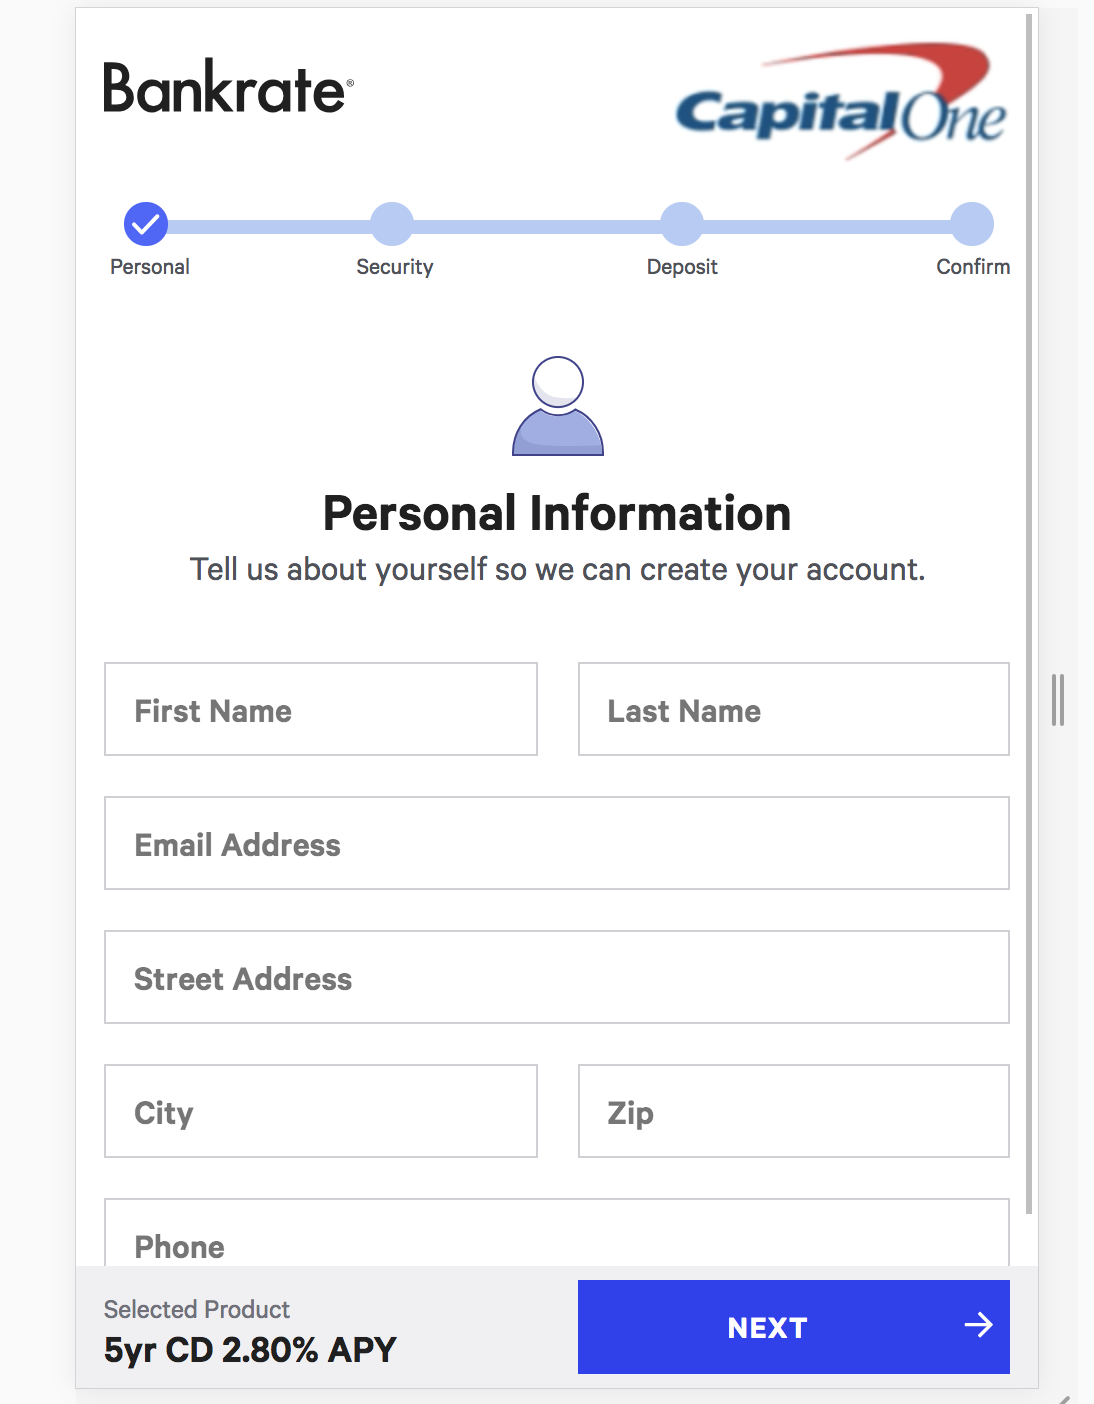 Bankrate®
Capital One
Personal
Security
Deposit
Confirm
Personal Information
Tell us about yourself so we can create your account.
First Name
Last Name
Email Address
Street Address
City
Zip
Phone
Selected Product
5yr CD 2.80% APY
NEXT